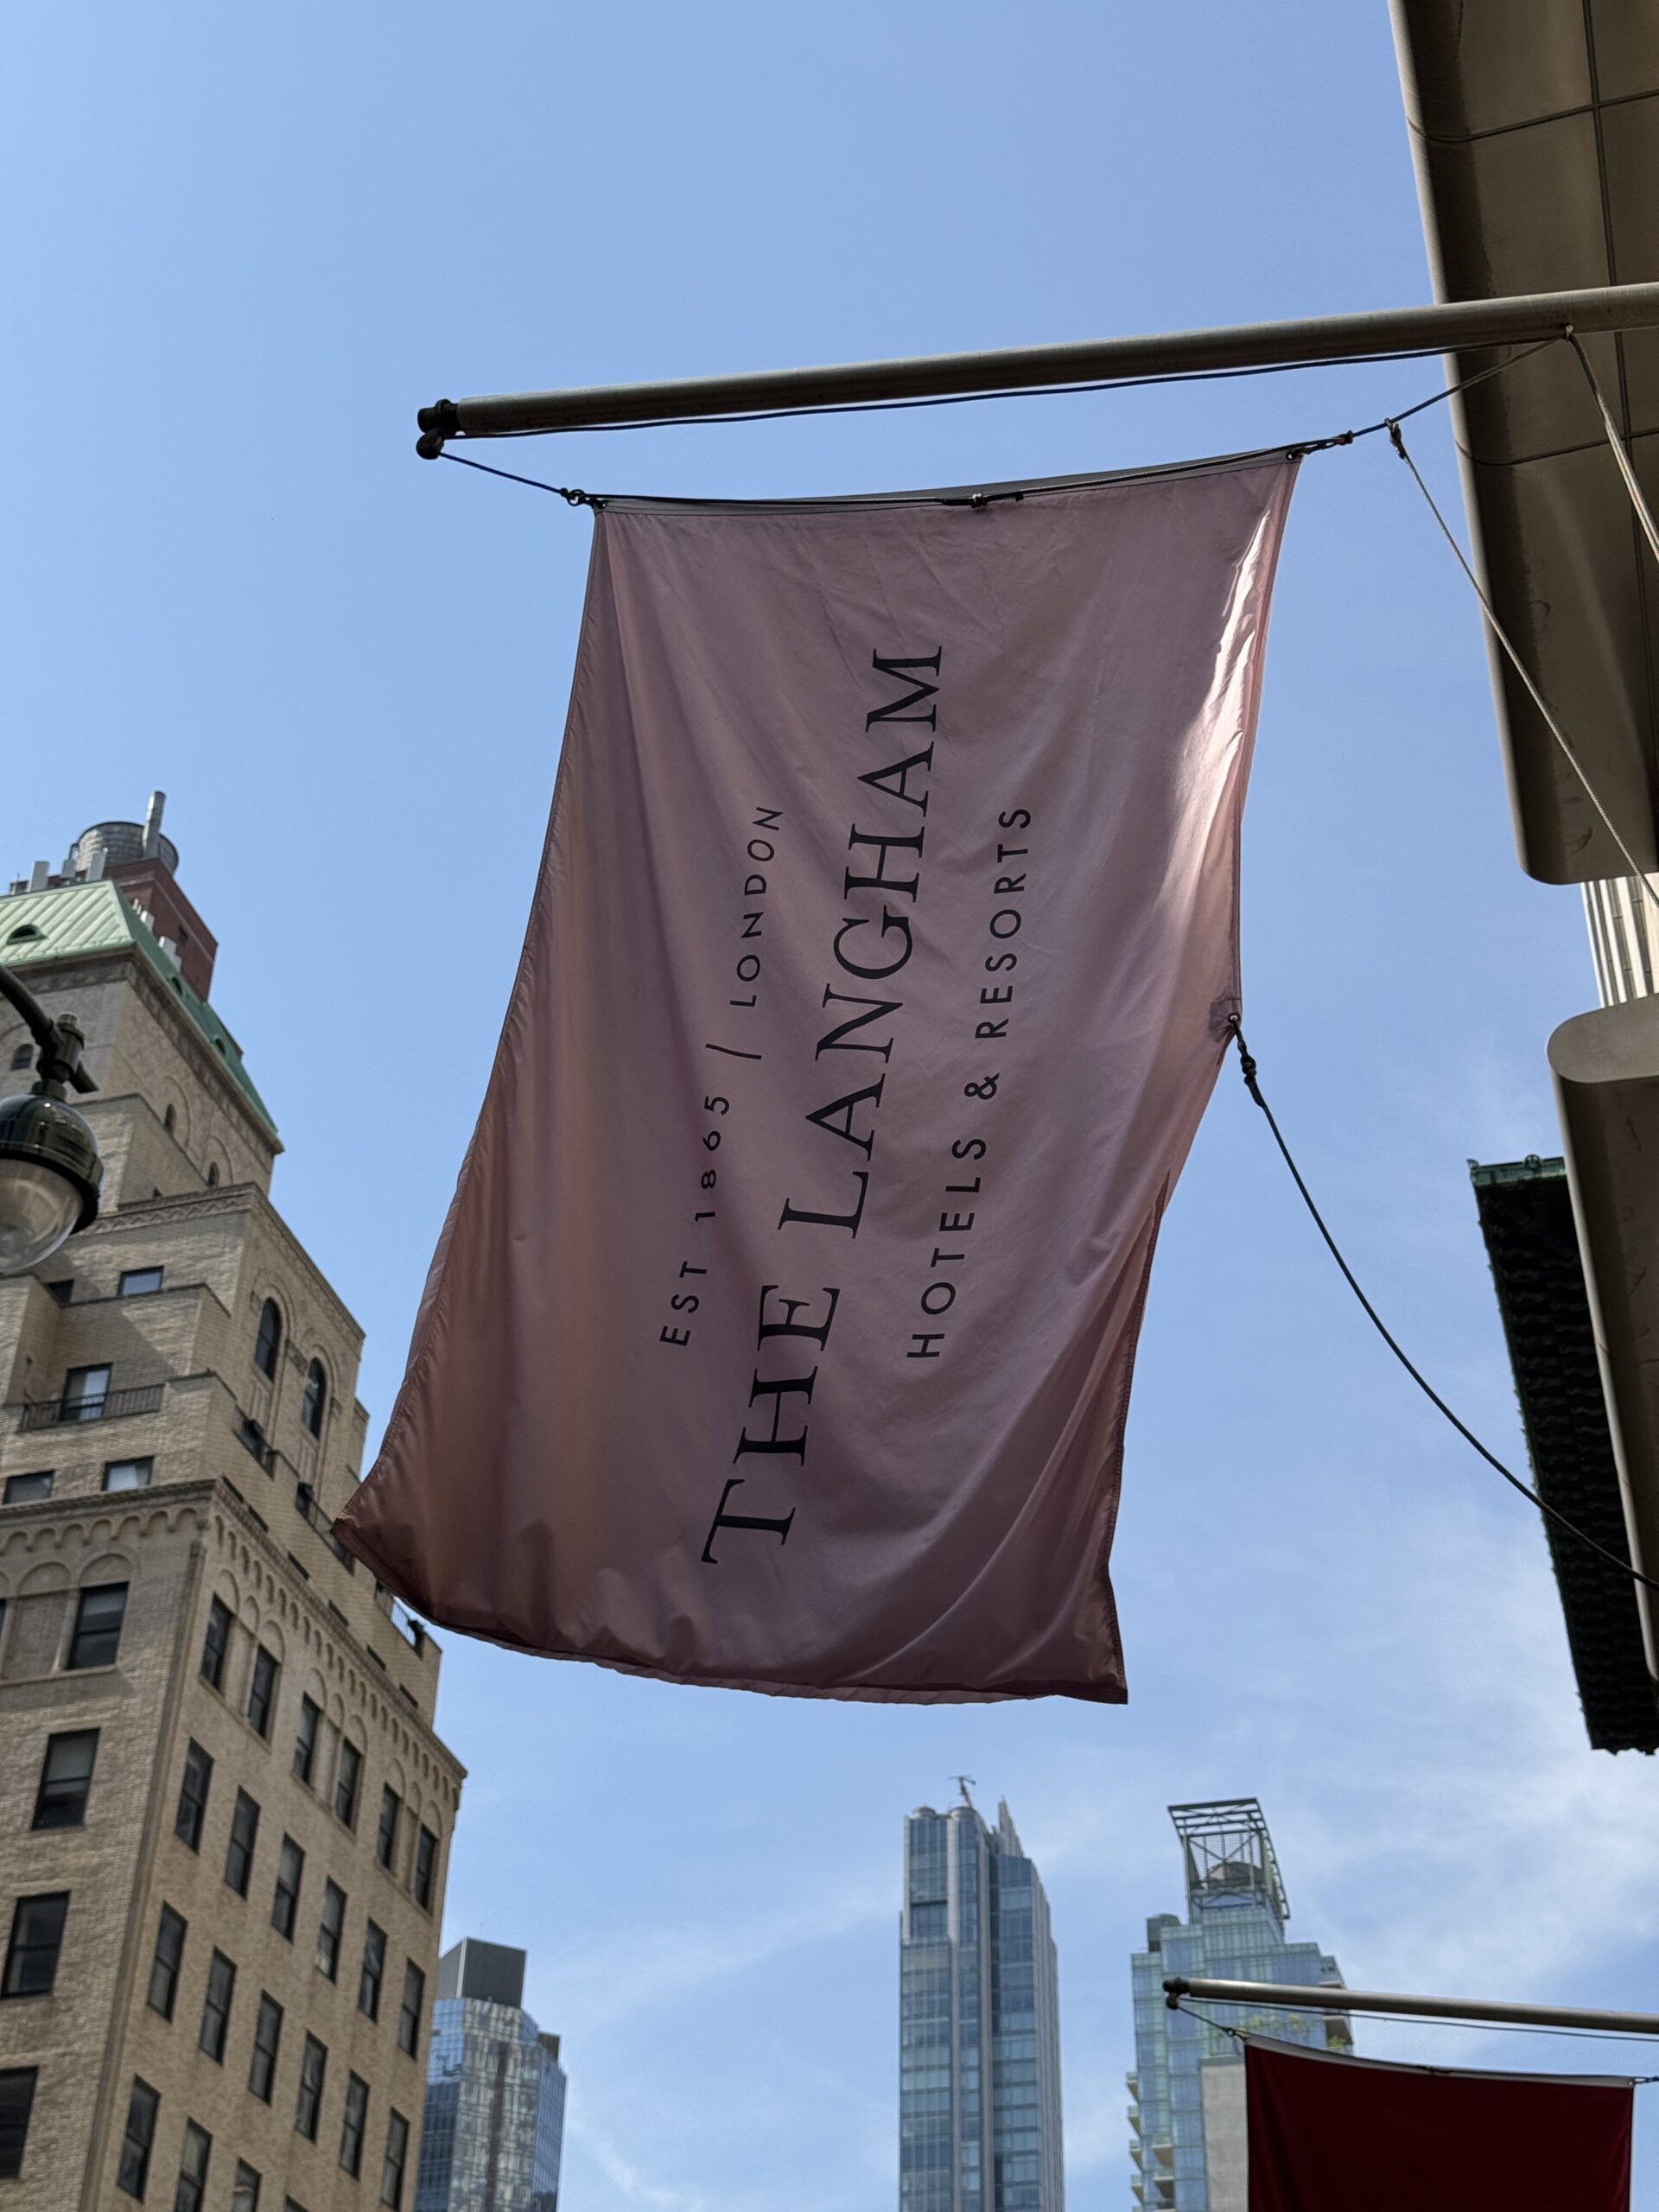 EST 1865 / LONDON
THE LANGHAM
HOTELS & RESORTS